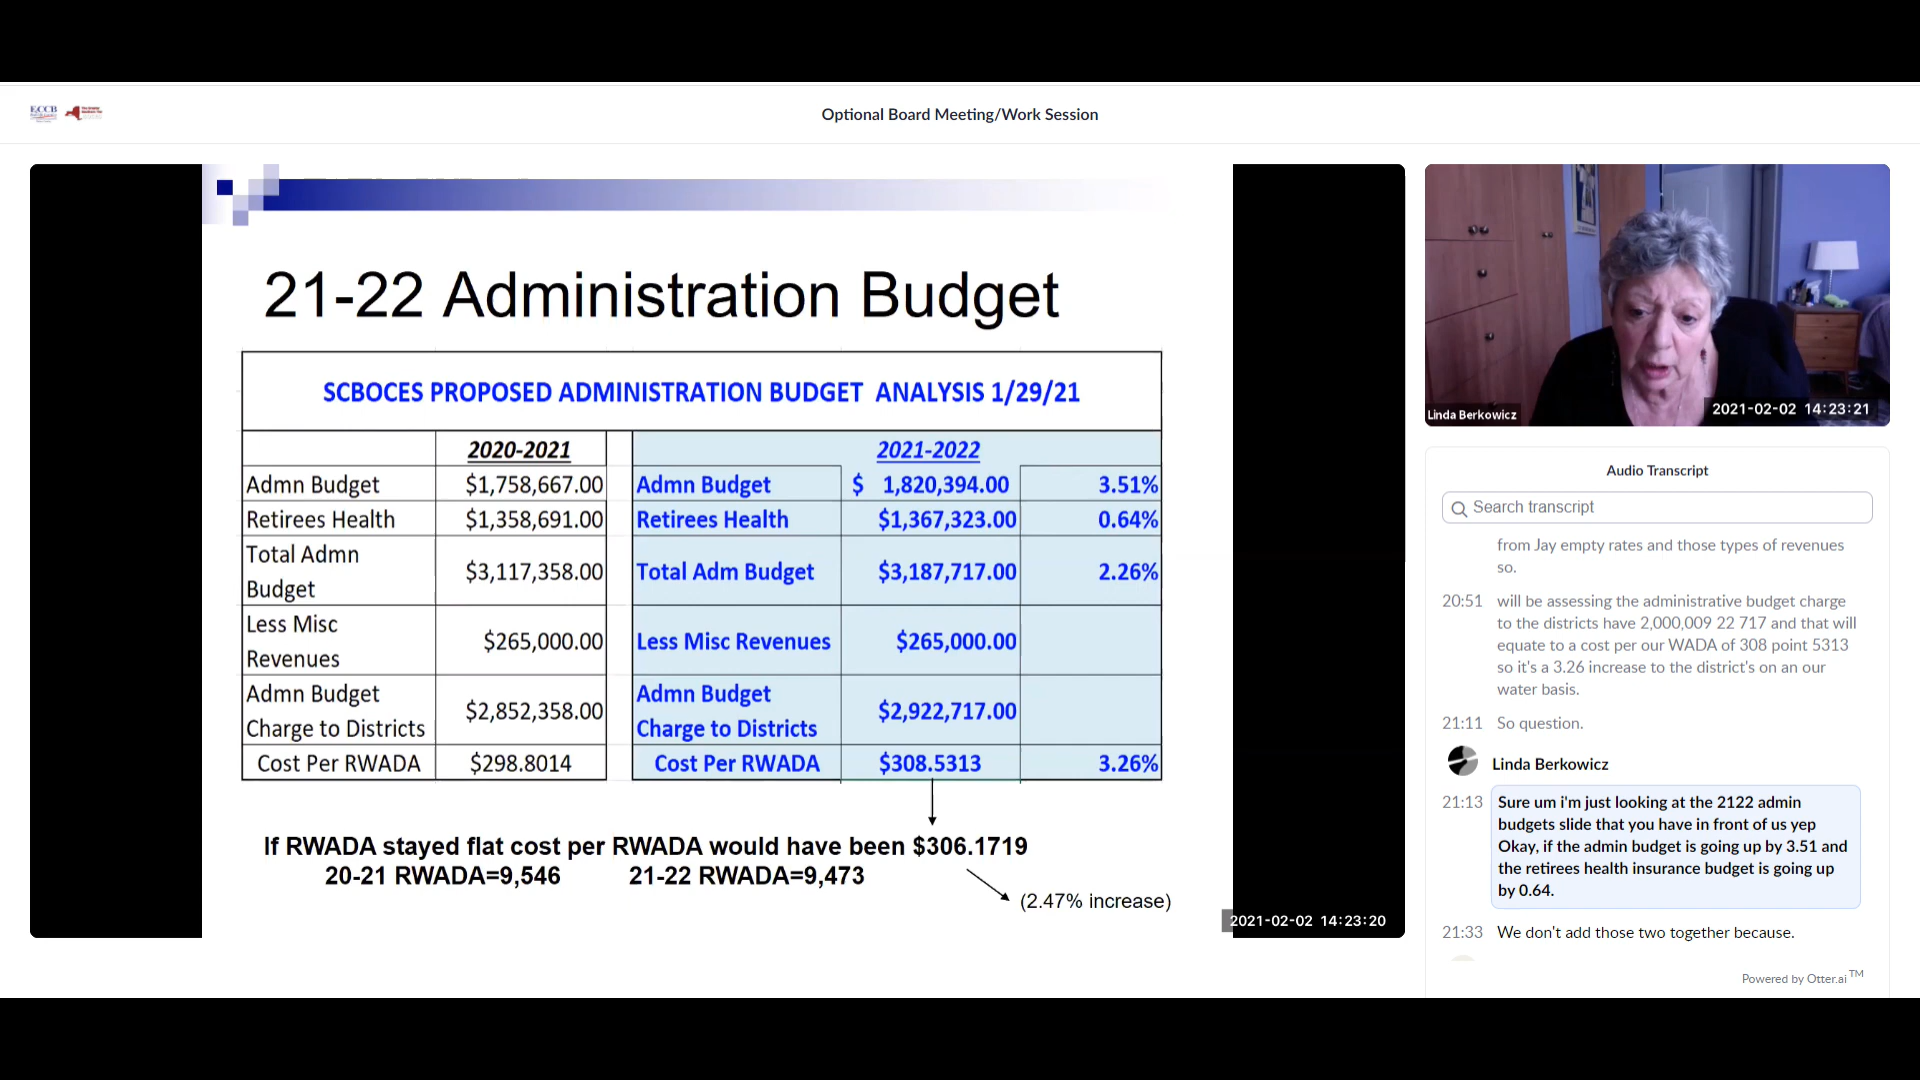 ECCB
Optional Board Meeting/Work Session
21-22 Administration Budget
SCBOCES PROPOSED ADMINISTRATION BUDGET ANALYSIS 1/29/21
2020-2021 2021-2022
Admn Budget $1,758,667.00 Admn Budget $ 1,820,394.00 3.51%
Retirees Health $1,358,691.00 Retirees Health $1,367,323.00 0.64%
Total Admn
Budget $3,117,358.00 Total Adm Budget $3,187,717.00 2.26%
Less Misc
Revenues $265,000.00 Less Misc Revenues $265,000.00
Admn Budget
Charge to Districts $2,852,358.00
Admn Budget
Charge to Districts $2,922,717.00
Cost Per RWADA $298.8014 Cost Per RWADA $308.5313 3.26%
If RWADA stayed flat cost per RWADA would have been $306.1719
20-21 RWADA=9,546 21-22 RWADA=9,473
(2.47% increase)
2021-02-02 14:23:20
Linda Berkowicz
2021-02-02 14:23:21
Audio Transcript
Search transcript
from Jay empty rates and those types of revenues
so.
20:51 will be assessing the administrative budget charge
to the districts have 2,000,009 22 717 and that will
equate to a cost per our WADA of 308 point 5313
so it's a 3.26 increase to the district's on an our
water basis.
21:11 So question.
Linda Berkowicz
21:13 Sure um i'm just looking at the 2122 admin
budgets slide that you have in front of us yep
Okay, if the admin budget is going up by 3.51 and
the retirees health insurance budget is going up
by 0.64.
21:33 We don't add those two together because.
Powered by Otter.ai TM